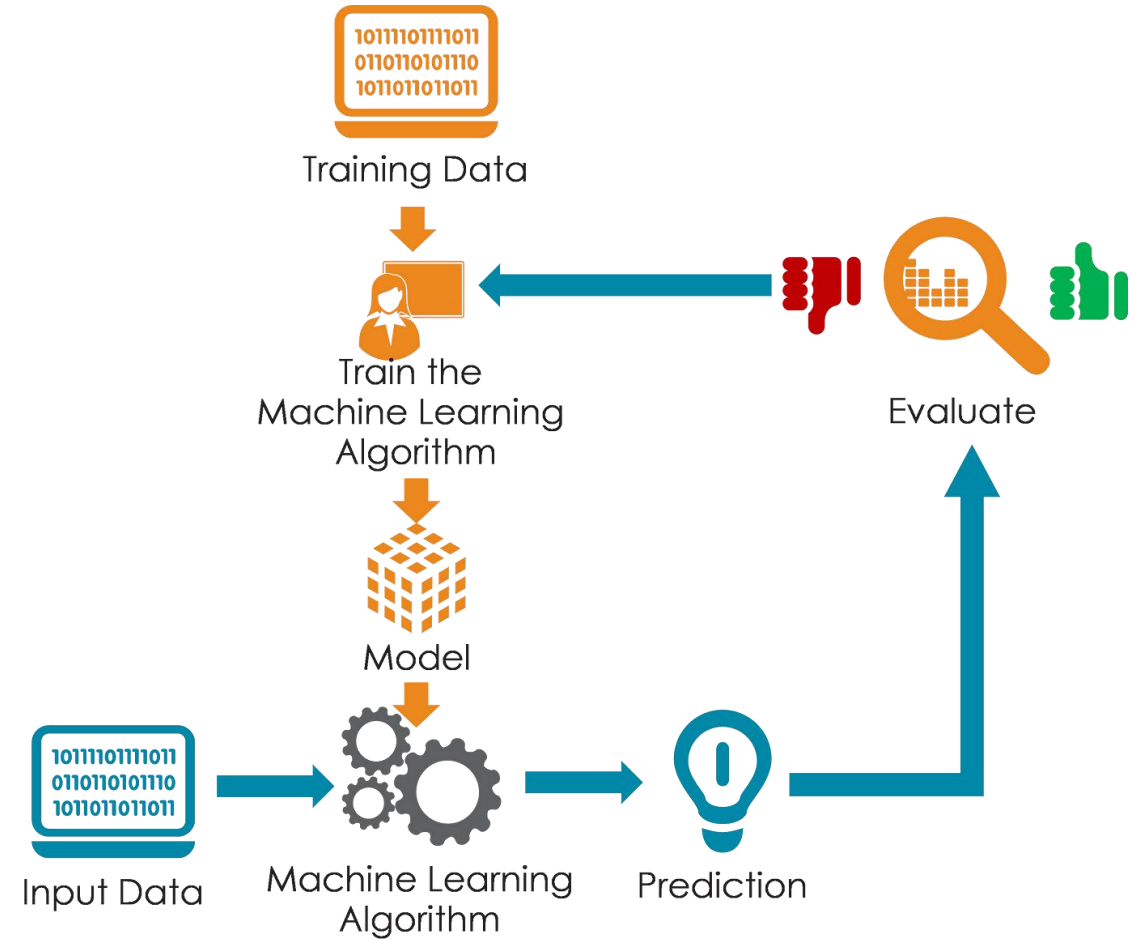 10111101111011
0110110101110
1011011011011
Training Data
Train the
Machine Learning
Algorithm
Evaluate
Model
10111101111011
0110110101110
1011011011011
Input Data
Machine Learning
Algorithm
Prediction